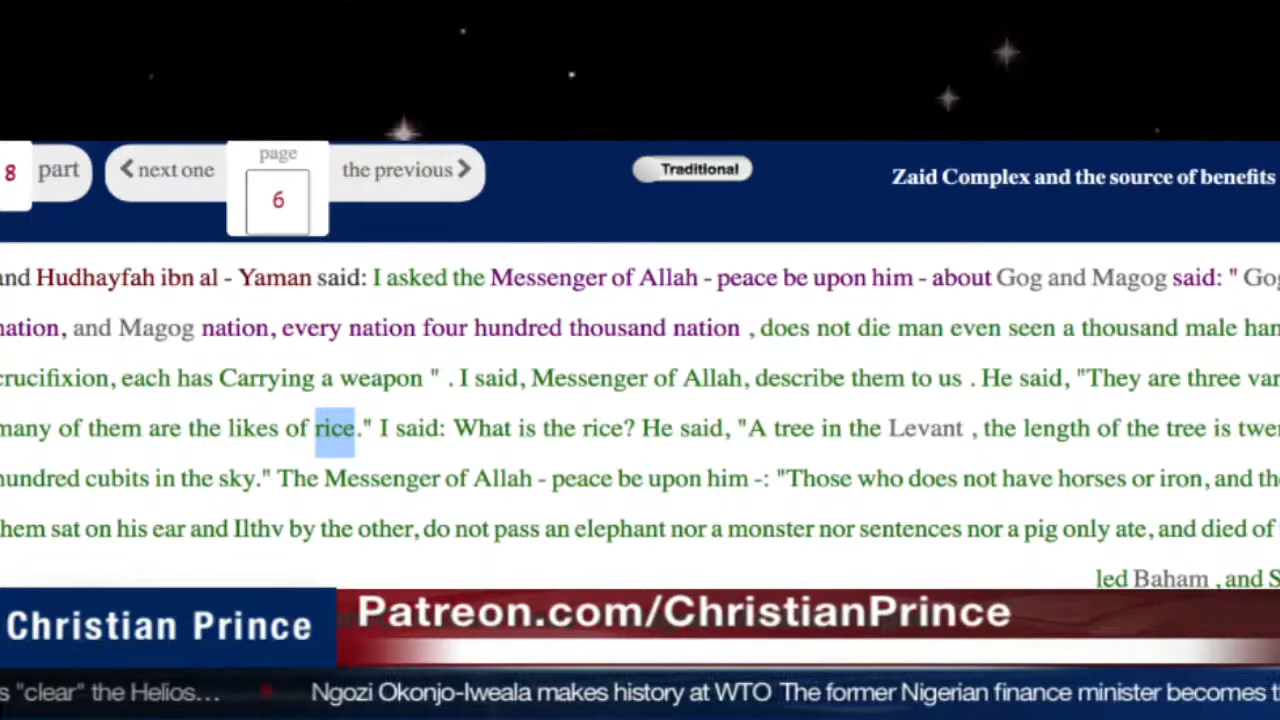 8 part next one page the previous Traditional Zaid Complex and the source of benefits
6
and Hudhayfah ibn al - Yaman said: I asked the Messenger of Allah - peace be upon him - about Gog and Magog said: " Gog
nation, and Magog nation, every nation four hundred thousand nation , does not die man even seen a thousand male han
crucifixion, each has Carrying a weapon " . I said, Messenger of Allah, describe them to us . He said, "They are three var
many of them are the likes of rice." I said: What is the rice? He said, "A tree in the Levant , the length of the tree is twen
hundred cubits in the sky." The Messenger of Allah - peace be upon him -: "Those who does not have horses or iron, and the
them sat on his ear and Ilthv by the other, do not pass an elephant nor a monster nor sentences nor a pig only ate, and died of
led Baham , and S
Christian Prince
Patreon.com/ChristianPrince
s "clear" the Helios... Ngozi Okonjo-Iweala makes history at WTO The former Nigerian finance minister becomes t